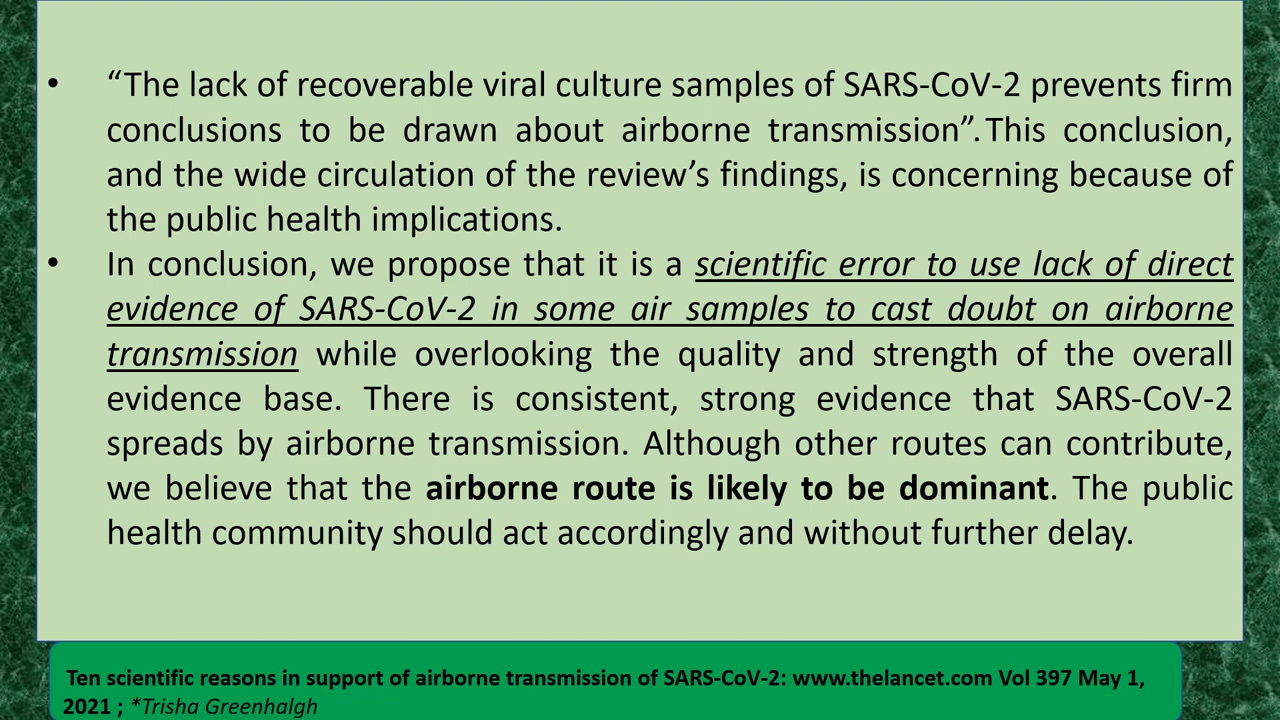 • “The lack of recoverable viral culture samples of SARS-CoV-2 prevents firm
conclusions to be drawn about airborne transmission”.This conclusion,
and the wide circulation of the review’s findings, is concerning because of
the public health implications.
• In conclusion, we propose that it is a scientific error to use lack of direct
evidence of SARS-CoV-2 in some air samples to cast doubt on airborne
transmission while overlooking the quality and strength of the overall
evidence base. There is consistent, strong evidence that SARS-CoV-2
spreads by airborne transmission. Although other routes can contribute,
we believe that the airborne route is likely to be dominant. The public
health community should act accordingly and without further delay.
Ten scientific reasons in support of airborne transmission of SARS-CoV-2: www.thelancet.com Vol 397 May 1,
2021 ; *Trisha Greenhalgh